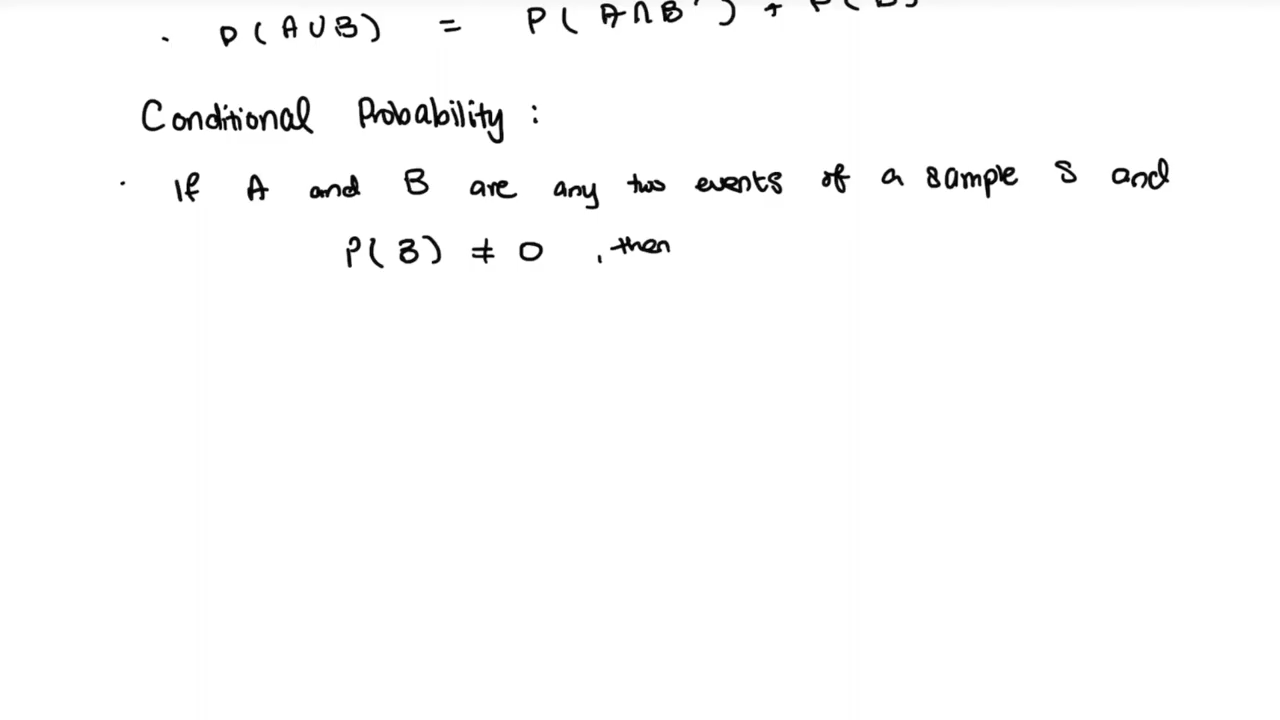 . P(A∪B) = P(A∩B') + P(B)
Conditional Probability :
. If A and B are any two events of a sample S and
P(B) ≠ 0 , then